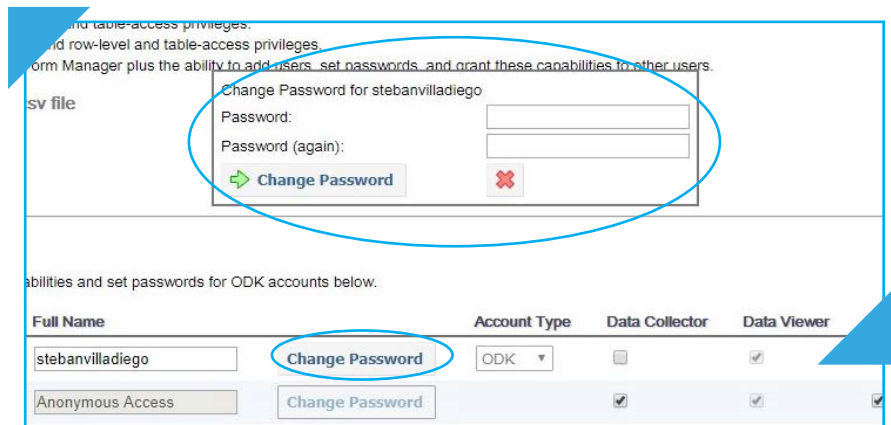 and table-access privileges.
nd row-level and table-access privileges.
orm Manager plus the ability to add users, set passwords, and grant these capabilities to other users.
sv file
Change Password for stebanvilladiego
Password:
Password (again):
Change Password
abilities and set passwords for ODK accounts below.
Full Name Account Type Data Collector Data Viewer
stebanvilladiego Change Password ODK
Anonymous Access Change Password